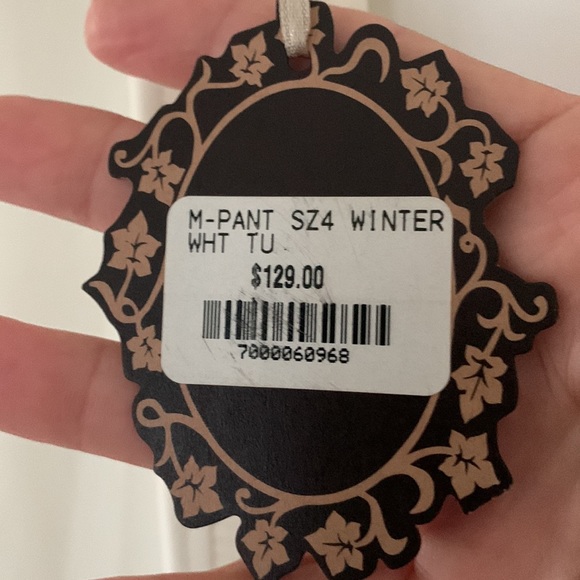 M-PANT SZ4 WINTER
WHT TU
$129.00
7000060968